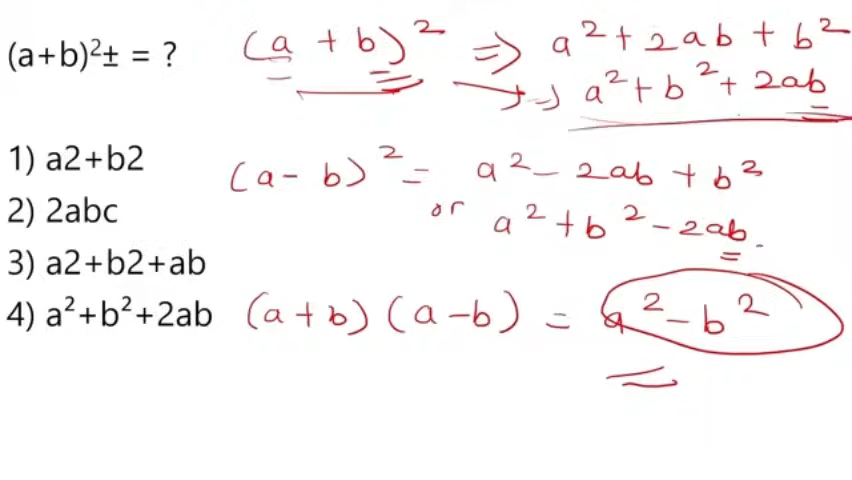 (a+b)²± = ? (a + b)² => a² + 2ab + b²
=> a² + b² + 2ab
1) a2+b2 (a - b)² = a² - 2ab + b²
2) 2abc or a² + b² - 2ab
3) a2+b2+ab
4) a²+b²+2ab (a + b) (a - b) = a² - b²